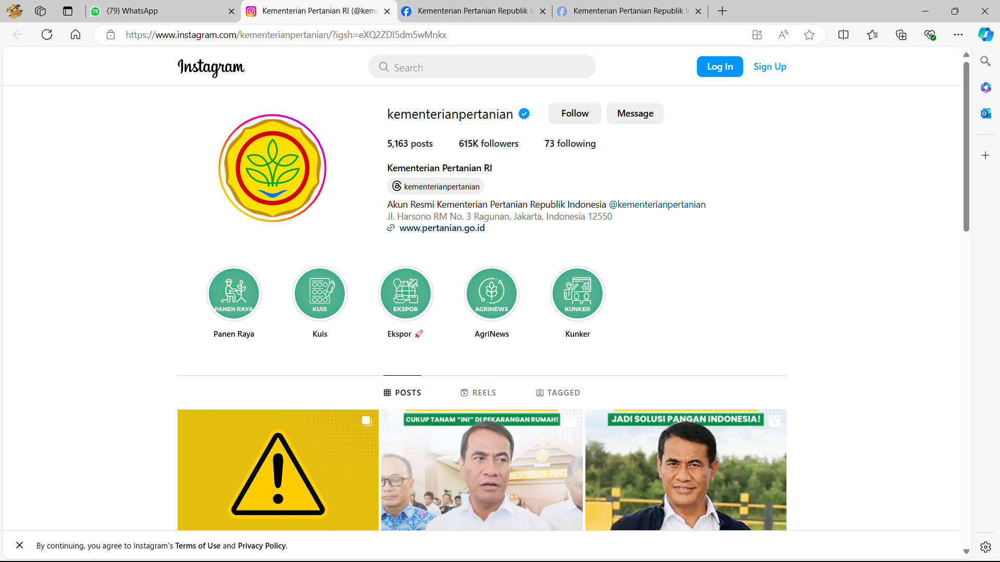 (79) WhatsApp
Kementerian Pertanian RI (@keme
Kementerian Pertanian Republik I
Kementerian Pertanian Republik I
https://www.instagram.com/kementerianpertanian/?igsh=eXQ2ZDI5dm5wMnkx
Instagram
Search
Log In
Sign Up
kementerianpertanian
Follow
Message
5,163 posts
615K followers
73 following
Kementerian Pertanian RI
kementerianpertanian
Akun Resmi Kementerian Pertanian Republik Indonesia @kementerianpertanian
Jl. Harsono RM No. 3 Ragunan, Jakarta, Indonesia 12550
www.pertanian.go.id
PANEN RAYA
KUIS
EKSPOR
AGRINEWS
KUNKER
Panen Raya
Kuis
Ekspor 🚀
AgriNews
Kunker
POSTS
REELS
TAGGED
CUKUP TANAM “INI” DI PEKARANGAN RUMAH!
JADI SOLUSI PANGAN INDONESIA!
MENTERIAN PERT
By continuing, you agree to Instagram's Terms of Use and Privacy Policy.